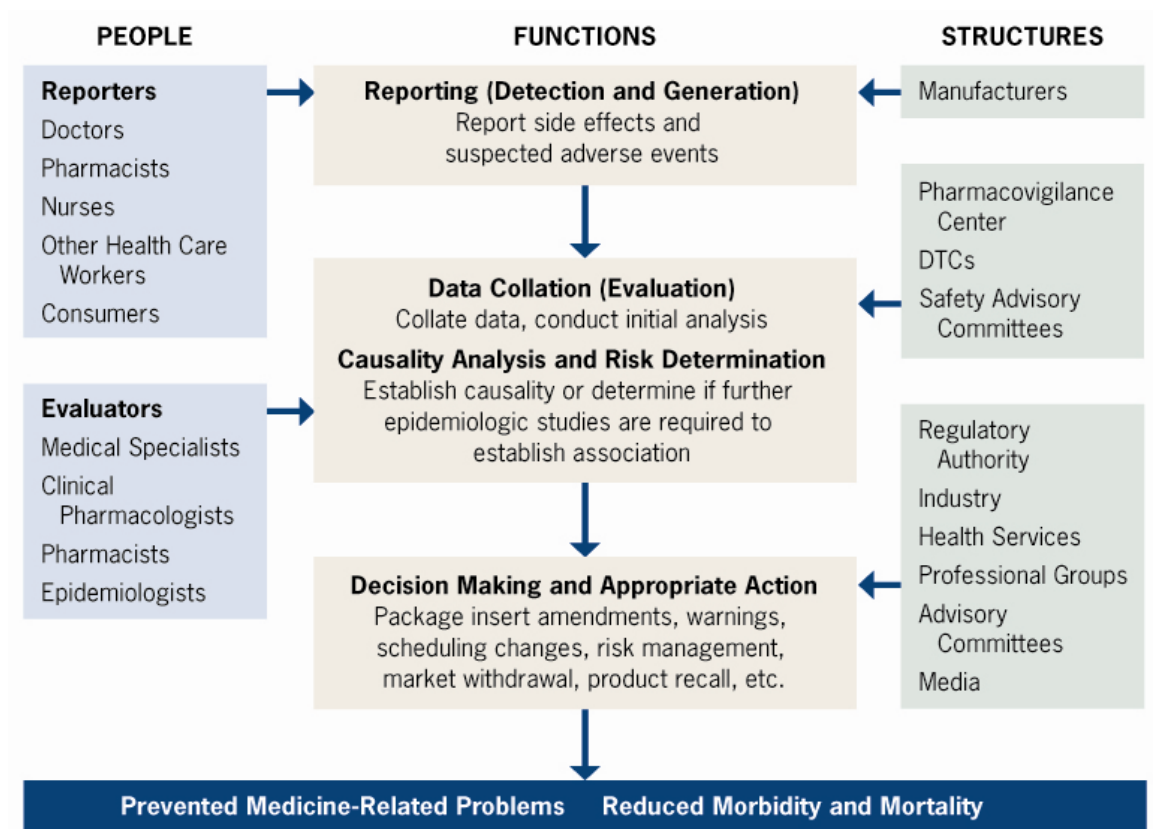 PEOPLE
Reporters
Doctors
Pharmacists
Nurses
Other Health Care
Workers
Consumers
Evaluators
Medical Specialists
Clinical
Pharmacologists
Pharmacists
Epidemiologists
FUNCTIONS
Reporting (Detection and Generation)
Report side effects and
suspected adverse events
Data Collation (Evaluation)
Collate data, conduct initial analysis
Causality Analysis and Risk Determination
Establish causality or determine if further
epidemiologic studies are required to
establish association
Decision Making and Appropriate Action
Package insert amendments, warnings,
scheduling changes, risk management,
market withdrawal, product recall, etc.
STRUCTURES
Manufacturers
Pharmacovigilance
Center
DTCs
Safety Advisory
Committees
Regulatory
Authority
Industry
Health Services
Professional Groups
Advisory
Committees
Media
Prevented Medicine-Related Problems Reduced Morbidity and Mortality